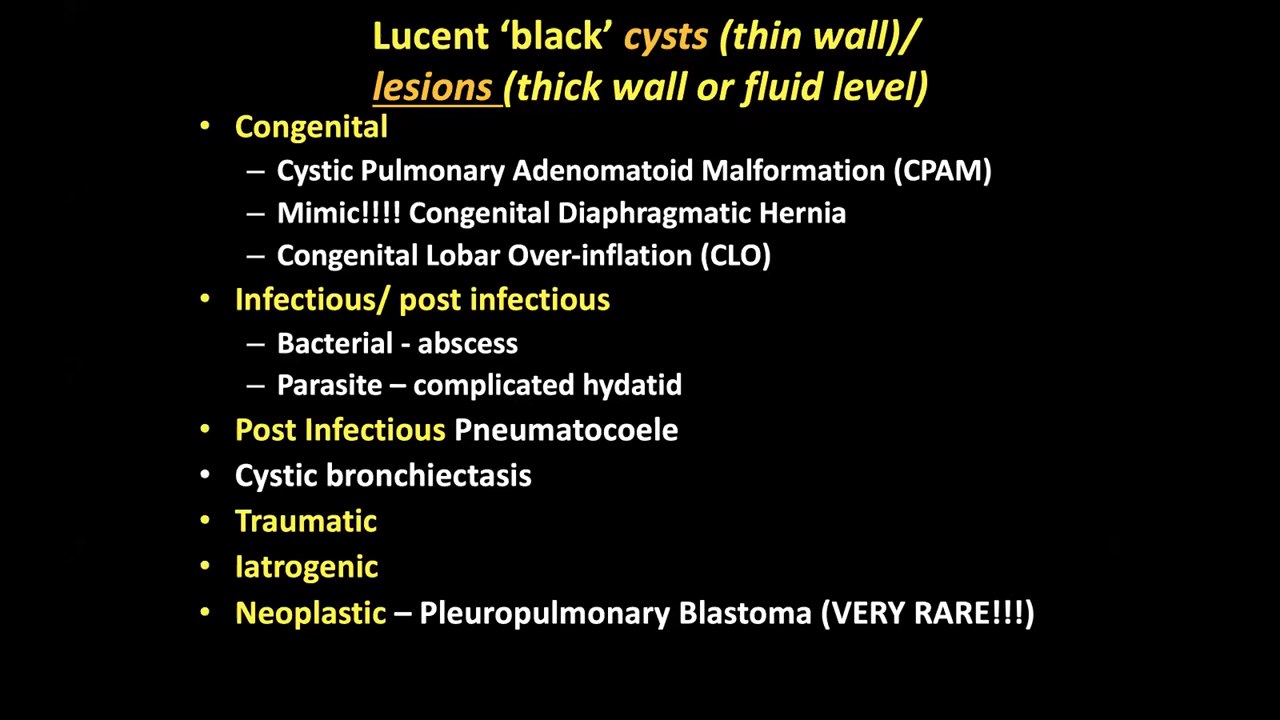 Lucent ‘black’ cysts (thin wall)/
lesions (thick wall or fluid level)
• Congenital
– Cystic Pulmonary Adenomatoid Malformation (CPAM)
– Mimic!!!! Congenital Diaphragmatic Hernia
– Congenital Lobar Over-inflation (CLO)
• Infectious/ post infectious
– Bacterial - abscess
– Parasite – complicated hydatid
• Post Infectious Pneumatocoele
• Cystic bronchiectasis
• Traumatic
• Iatrogenic
• Neoplastic – Pleuropulmonary Blastoma (VERY RARE!!!)